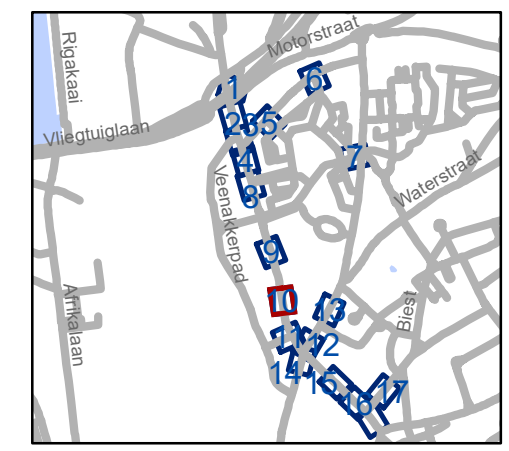 Motorstraat
Rigakaai
6
1
2
3
5
Vliegtuiglaan
4
7
Waterstraat
8
Veenakkerpad
9
Afrikalaan
10
13
Biest
11
12
14
15
16
17